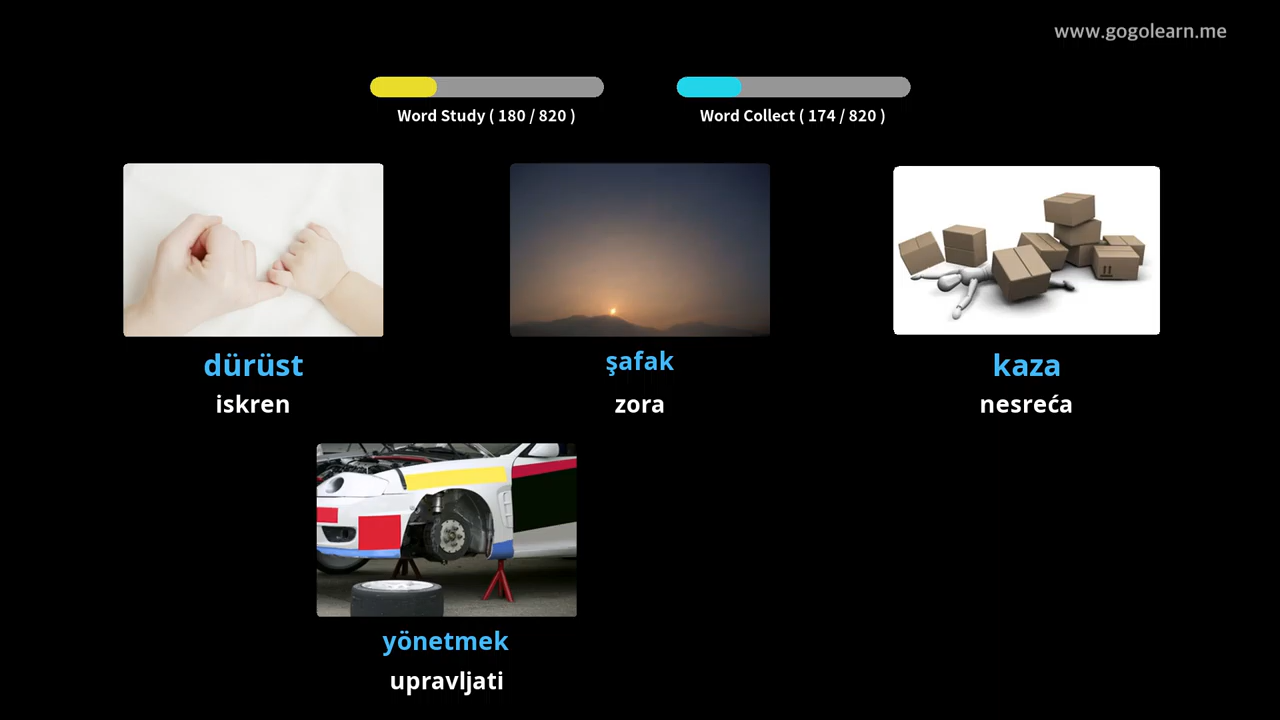 www.gogolearn.me
Word Study ( 180 / 820 )
Word Collect ( 174 / 820 )
dürüst
iskren
şafak
zora
kaza
nesreća
yönetmek
upravljati